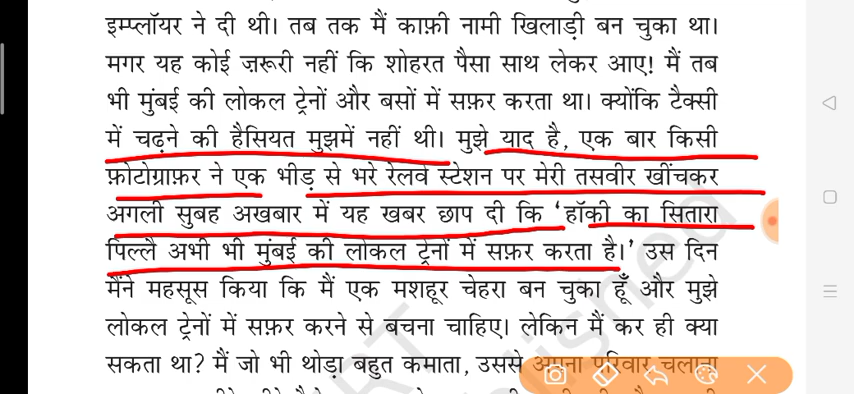 इम्प्लॉयर ने दी थी। तब तक मैं काफ़ी नामी खिलाड़ी बन चुका था।
मगर यह कोई ज़रूरी नहीं कि शोहरत पैसा साथ लेकर आए! मैं तब
भी मुंबई की लोकल ट्रेनों और बसों में सफ़र करता था। क्योंकि टैक्सी
में चढ़ने की हैसियत मुझमें नहीं थी। मुझे याद है, एक बार किसी
फ़ोटोग्राफ़र ने एक भीड़ से भरे रेलवे स्टेशन पर मेरी तसवीर खींचकर
अगली सुबह अखबार में यह खबर छाप दी कि ‘हॉकी का सितारा
पिल्लै अभी भी मुंबई की लोकल ट्रेनों में सफ़र करता है।’ उस दिन
मैंने महसूस किया कि मैं एक मशहूर चेहरा बन चुका हूँ और मुझे
लोकल ट्रेनों में सफ़र करने से बचना चाहिए। लेकिन मैं कर ही क्या
सकता था? मैं जो भी थोड़ा बहुत कमाता, उससे अपना परिवार चलाना